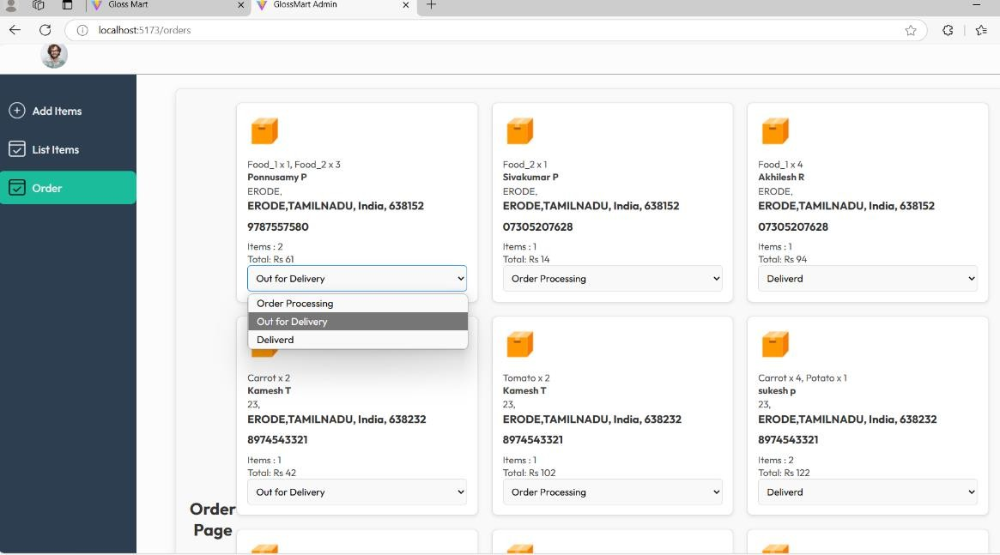 Gloss Mart
GlossMart Admin
localhost:5173/orders
Add Items
List Items
Order
Food_1 x 1, Food_2 x 3
Ponnusamy P
ERODE,
ERODE,TAMILNADU, India, 638152
9787557580
Items : 2
Total: Rs 61
Out for Delivery
Order Processing
Out for Delivery
Deliverd
Food_2 x 1
Sivakumar P
ERODE,
ERODE,TAMILNADU, India, 638152
07305207628
Items : 1
Total: Rs 14
Order Processing
Food_1 x 4
Akhilesh R
ERODE,
ERODE,TAMILNADU, India, 638152
07305207628
Items : 1
Total: Rs 94
Deliverd
Carrot x 2
Kamesh T
23,
ERODE,TAMILNADU, India, 638232
8974543321
Items : 1
Total: Rs 42
Out for Delivery
Tomato x 2
Kamesh T
23,
ERODE,TAMILNADU, India, 638232
8974543321
Items : 1
Total: Rs 102
Order Processing
Carrot x 4, Potato x 1
sukesh p
23,
ERODE,TAMILNADU, India, 638232
8974543321
Items : 2
Total: Rs 122
Deliverd
Order
Page